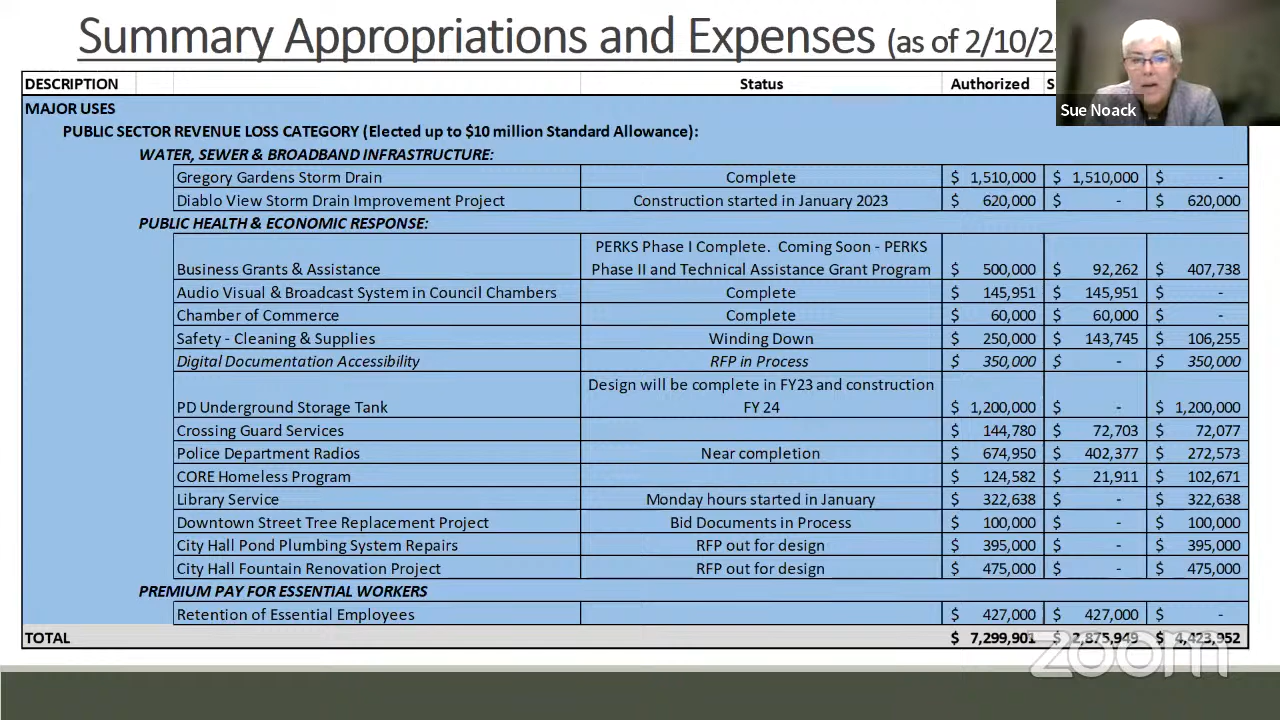 Summary Appropriations and Expenses (as of 2/10/2
DESCRIPTION Status Authorized S
Sue Noack
MAJOR USES
PUBLIC SECTOR REVENUE LOSS CATEGORY (Elected up to $10 million Standard Allowance):
WATER, SEWER & BROADBAND INFRASTRUCTURE:
Gregory Gardens Storm Drain Complete $ 1,510,000 $ 1,510,000 $ -
Diablo View Storm Drain Improvement Project Construction started in January 2023 $ 620,000 $ - $ 620,000
PUBLIC HEALTH & ECONOMIC RESPONSE:
PERKS Phase I Complete. Coming Soon - PERKS
Business Grants & Assistance Phase II and Technical Assistance Grant Program $ 500,000 $ 92,262 $ 407,738
Audio Visual & Broadcast System in Council Chambers Complete $ 145,951 $ 145,951 $ -
Chamber of Commerce Complete $ 60,000 $ 60,000 $ -
Safety - Cleaning & Supplies Winding Down $ 250,000 $ 143,745 $ 106,255
Digital Documentation Accessibility RFP in Process $ 350,000 $ - $ 350,000
Design will be complete in FY23 and construction
PD Underground Storage Tank FY 24 $ 1,200,000 $ - $ 1,200,000
Crossing Guard Services $ 144,780 $ 72,703 $ 72,077
Police Department Radios Near completion $ 674,950 $ 402,377 $ 272,573
CORE Homeless Program $ 124,582 $ 21,911 $ 102,671
Library Service Monday hours started in January $ 322,638 $ - $ 322,638
Downtown Street Tree Replacement Project Bid Documents in Process $ 100,000 $ - $ 100,000
City Hall Pond Plumbing System Repairs RFP out for design $ 395,000 $ - $ 395,000
City Hall Fountain Renovation Project RFP out for design $ 475,000 $ - $ 475,000
PREMIUM PAY FOR ESSENTIAL WORKERS
Retention of Essential Employees $ 427,000 $ 427,000 $ -
TOTAL $ 7,299,901 $ 2,875,949 $ 4,423,952
zoom